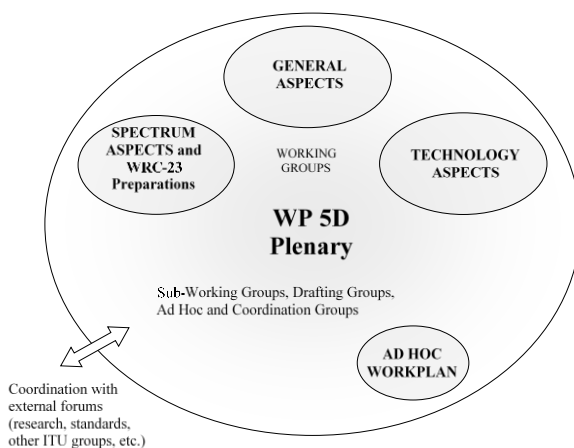 GENERAL
ASPECTS
SPECTRUM
ASPECTS and
WRC-23
Preparations
WORKING
GROUPS
TECHNOLOGY
ASPECTS
WP 5D
Plenary
Sub-Working Groups, Drafting Groups,
Ad Hoc and Coordination Groups
AD HOC
WORKPLAN
Coordination with
external forums
(research, standards,
other ITU groups, etc.)